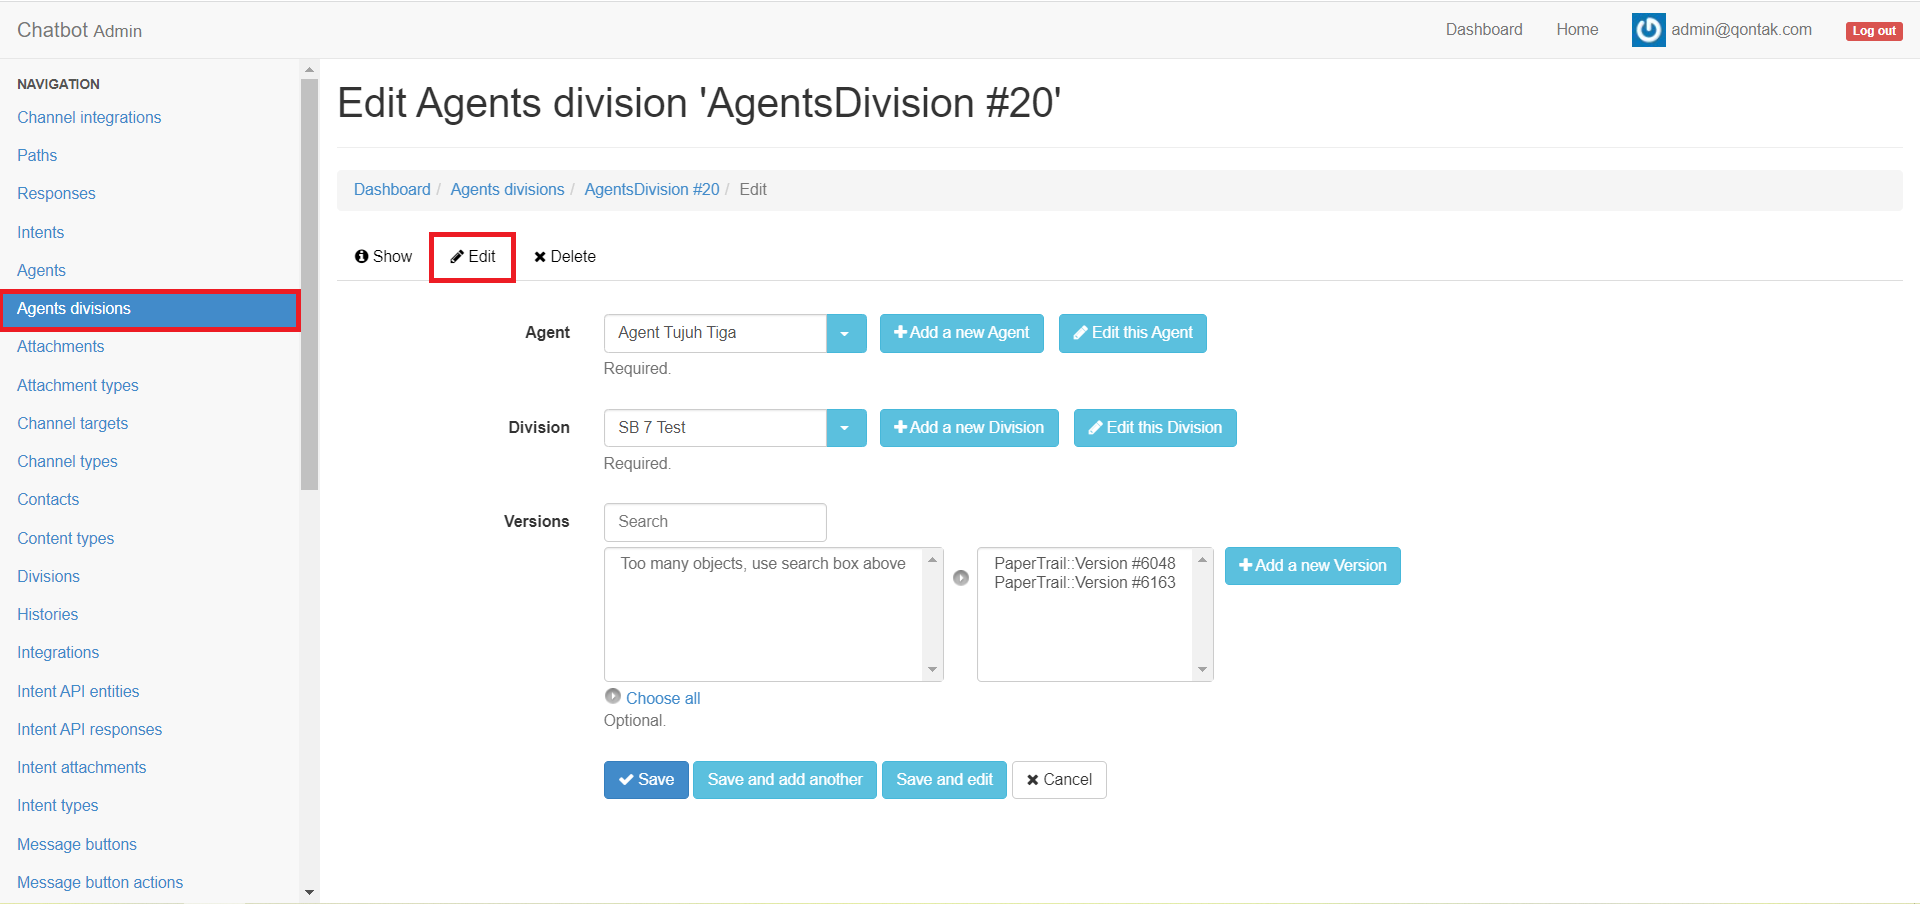 Chatbot Admin
Dashboard
Home
admin@qontak.com
Log out
NAVIGATION
Channel integrations
Paths
Responses
Intents
Agents
Agents divisions
Attachments
Attachment types
Channel targets
Channel types
Contacts
Content types
Divisions
Histories
Integrations
Intent API entities
Intent API responses
Intent attachments
Intent types
Message buttons
Message button actions
Edit Agents division 'AgentsDivision #20'
Dashboard / Agents divisions / AgentsDivision #20 / Edit
Show
Edit
Delete
Agent
Agent Tujuh Tiga
Add a new Agent
Edit this Agent
Required.
Division
SB 7 Test
Add a new Division
Edit this Division
Required.
Versions
Search
Too many objects, use search box above
PaperTrail::Version #6048
PaperTrail::Version #6163
Add a new Version
Choose all
Optional.
Save
Save and add another
Save and edit
Cancel